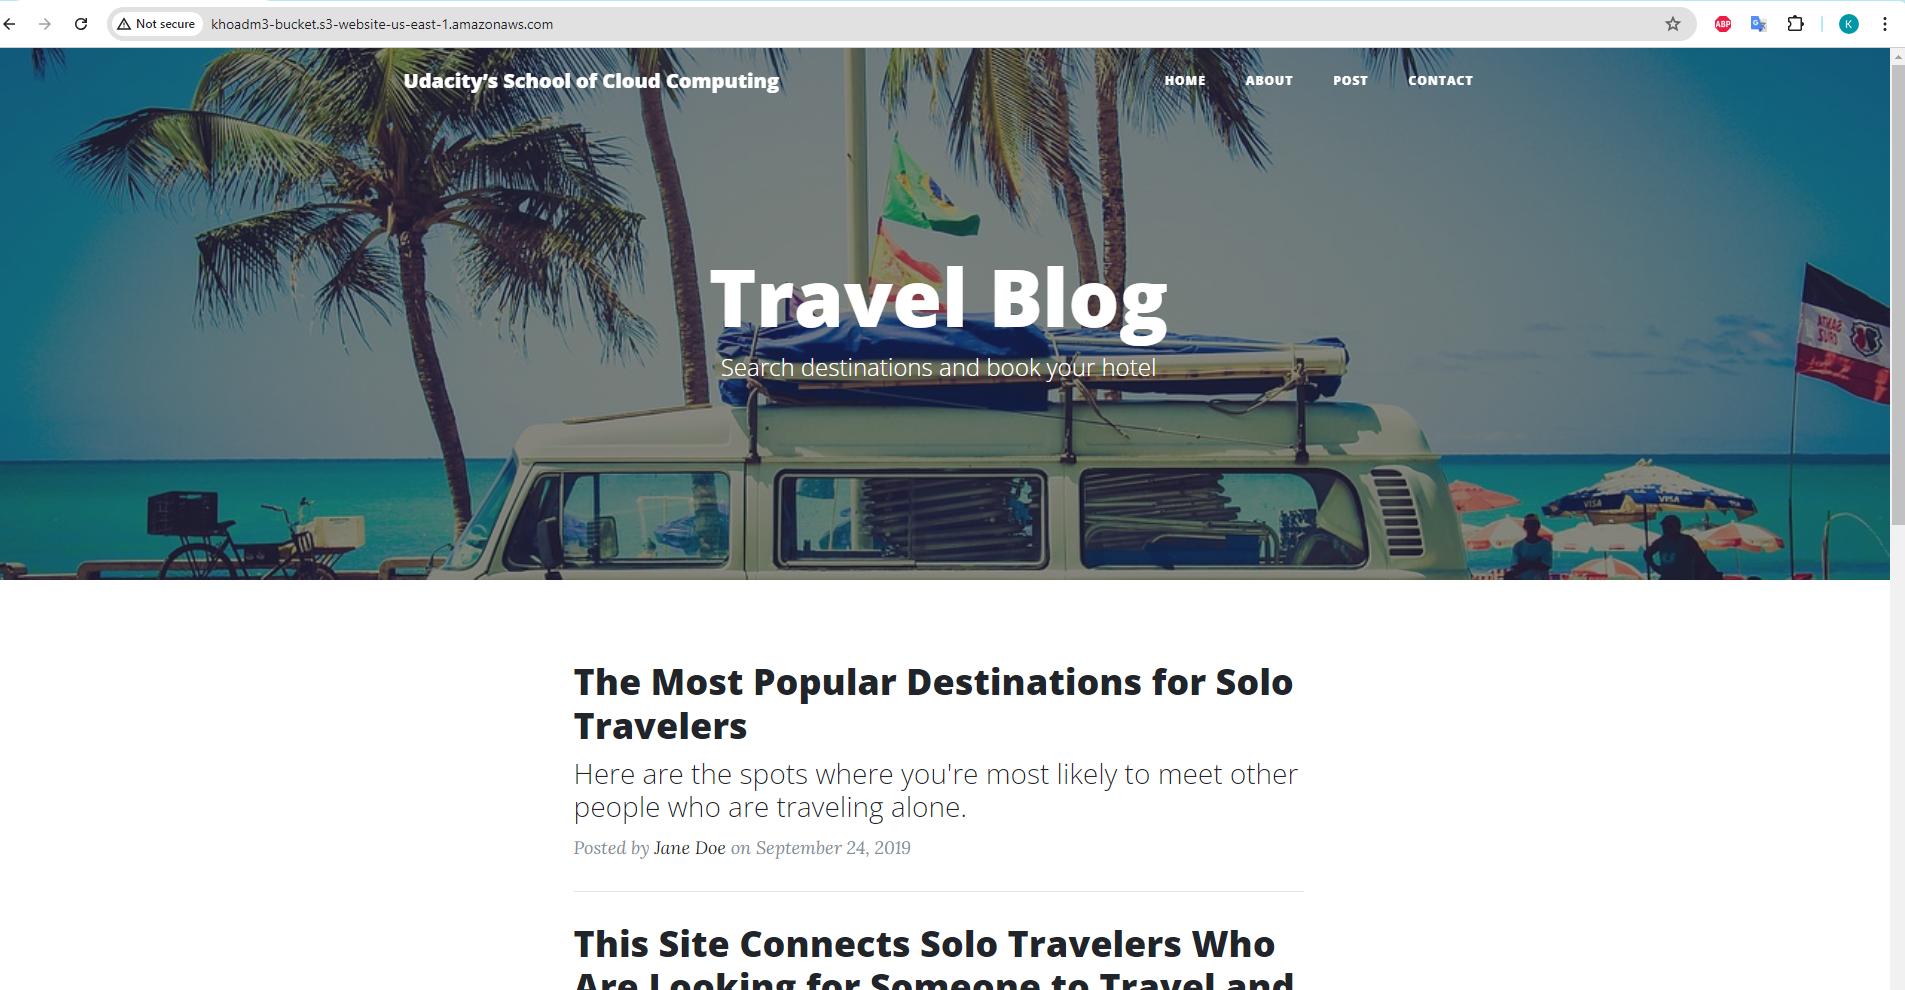 Not secure
khoadm3-bucket.s3-website-us-east-1.amazonaws.com
ABP
K
Udacity’s School of Cloud Computing
HOME ABOUT POST CONTACT
Travel Blog
Search destinations and book your hotel
VISA VISA
The Most Popular Destinations for Solo
Travelers
Here are the spots where you're most likely to meet other
people who are traveling alone.
Posted by Jane Doe on September 24, 2019
This Site Connects Solo Travelers Who
Are Looking for Someone to Travel and